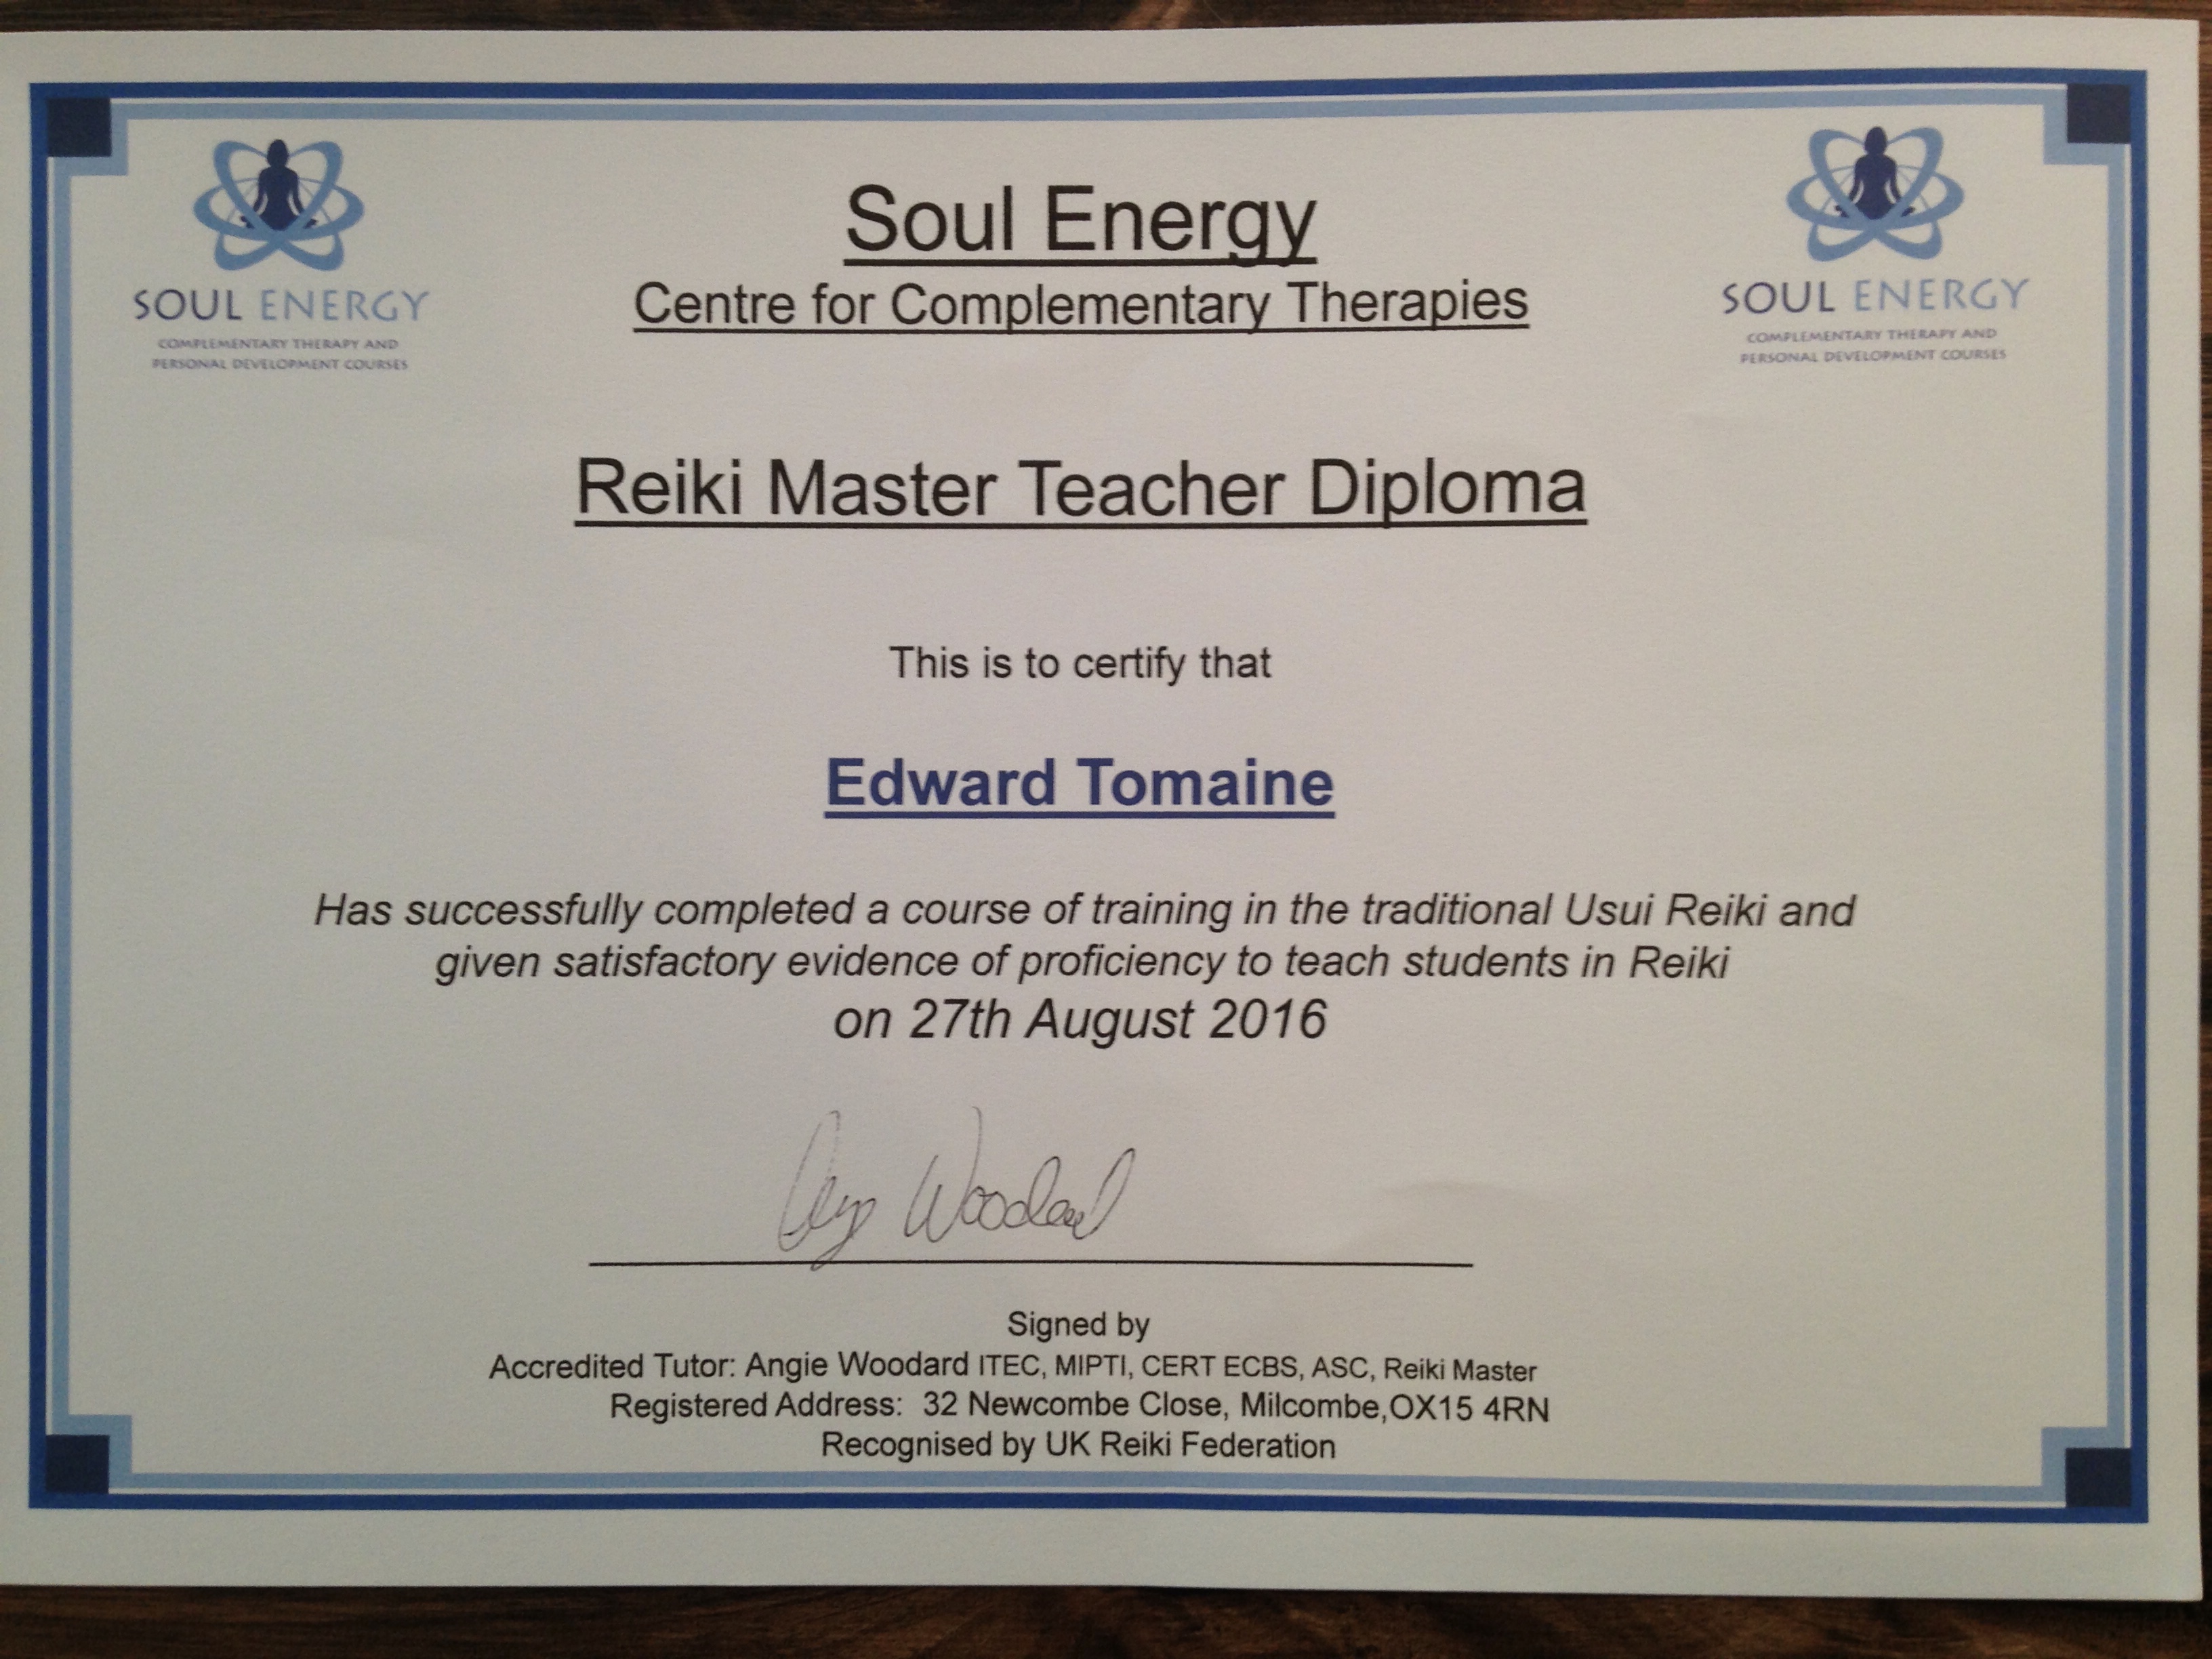 SOUL ENERGY
COMPLEMENTARY THERAPY AND
PERSONAL DEVELOPMENT COURSES
Soul Energy
Centre for Complementary Therapies
SOUL ENERGY
COMPLEMENTARY THERAPY AND
PERSONAL DEVELOPMENT COURSES
Reiki Master Teacher Diploma
This is to certify that
Edward Tomaine
Has successfully completed a course of training in the traditional Usui Reiki and
given satisfactory evidence of proficiency to teach students in Reiki
on 27th August 2016
Angie Woodard
Signed by
Accredited Tutor: Angie Woodard ITEC, MIPTI, CERT ECBS, ASC, Reiki Master
Registered Address:  32 Newcombe Close, Milcombe,OX15 4RN
Recognised by UK Reiki Federation